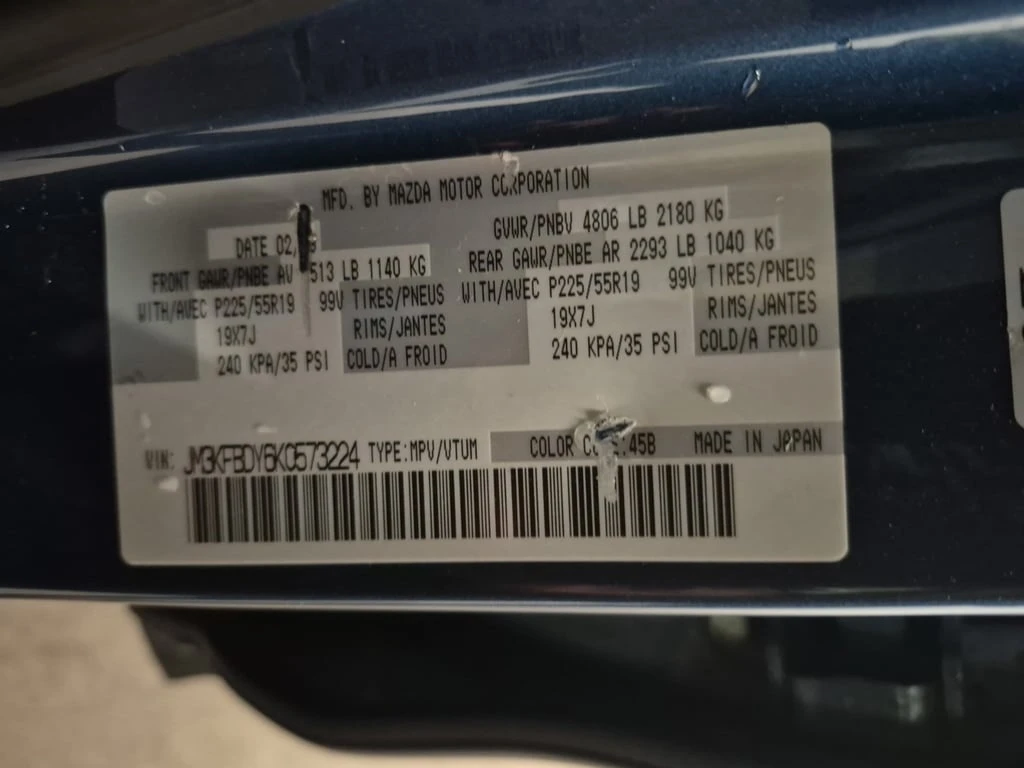 MFD. BY MAZDA MOTOR CORPORATION
DATE 02/ GVWR/PNBV 4806 LB 2180 KG
FRONT GAWR/PNBE AV 513 LB 1140 KG REAR GAWR/PNBE AR 2293 LB 1040 KG
WITH/AVEC P225/55R19 99V TIRES/PNEUS WITH/AVEC P225/55R19 99V TIRES/PNEUS
19X7J RIMS/JANTES 19X7J RIMS/JANTES
240 KPA/35 PSI COLD/A FROID 240 KPA/35 PSI COLD/A FROID
VIN: JM3KFBDY6K0573224 TYPE:MPV/VTUM COLOR :45B MADE IN JAPAN